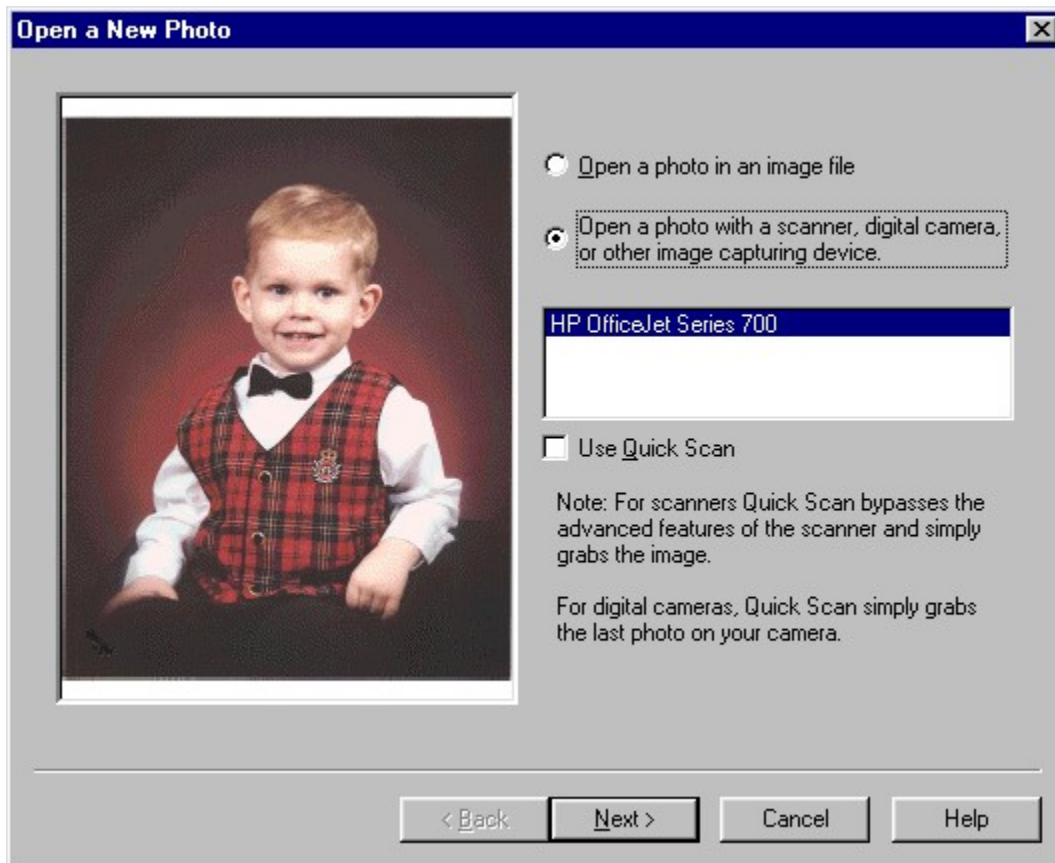 Open a New Photo
Open a photo in an image file
Open a photo with a scanner, digital camera,
or other image capturing device.
HP OfficeJet Series 700
Use Quick Scan
Note: For scanners Quick Scan bypasses the
advanced features of the scanner and simply
grabs the image.
For digital cameras, Quick Scan simply grabs
the last photo on your camera.
< Back
Next >
Cancel
Help